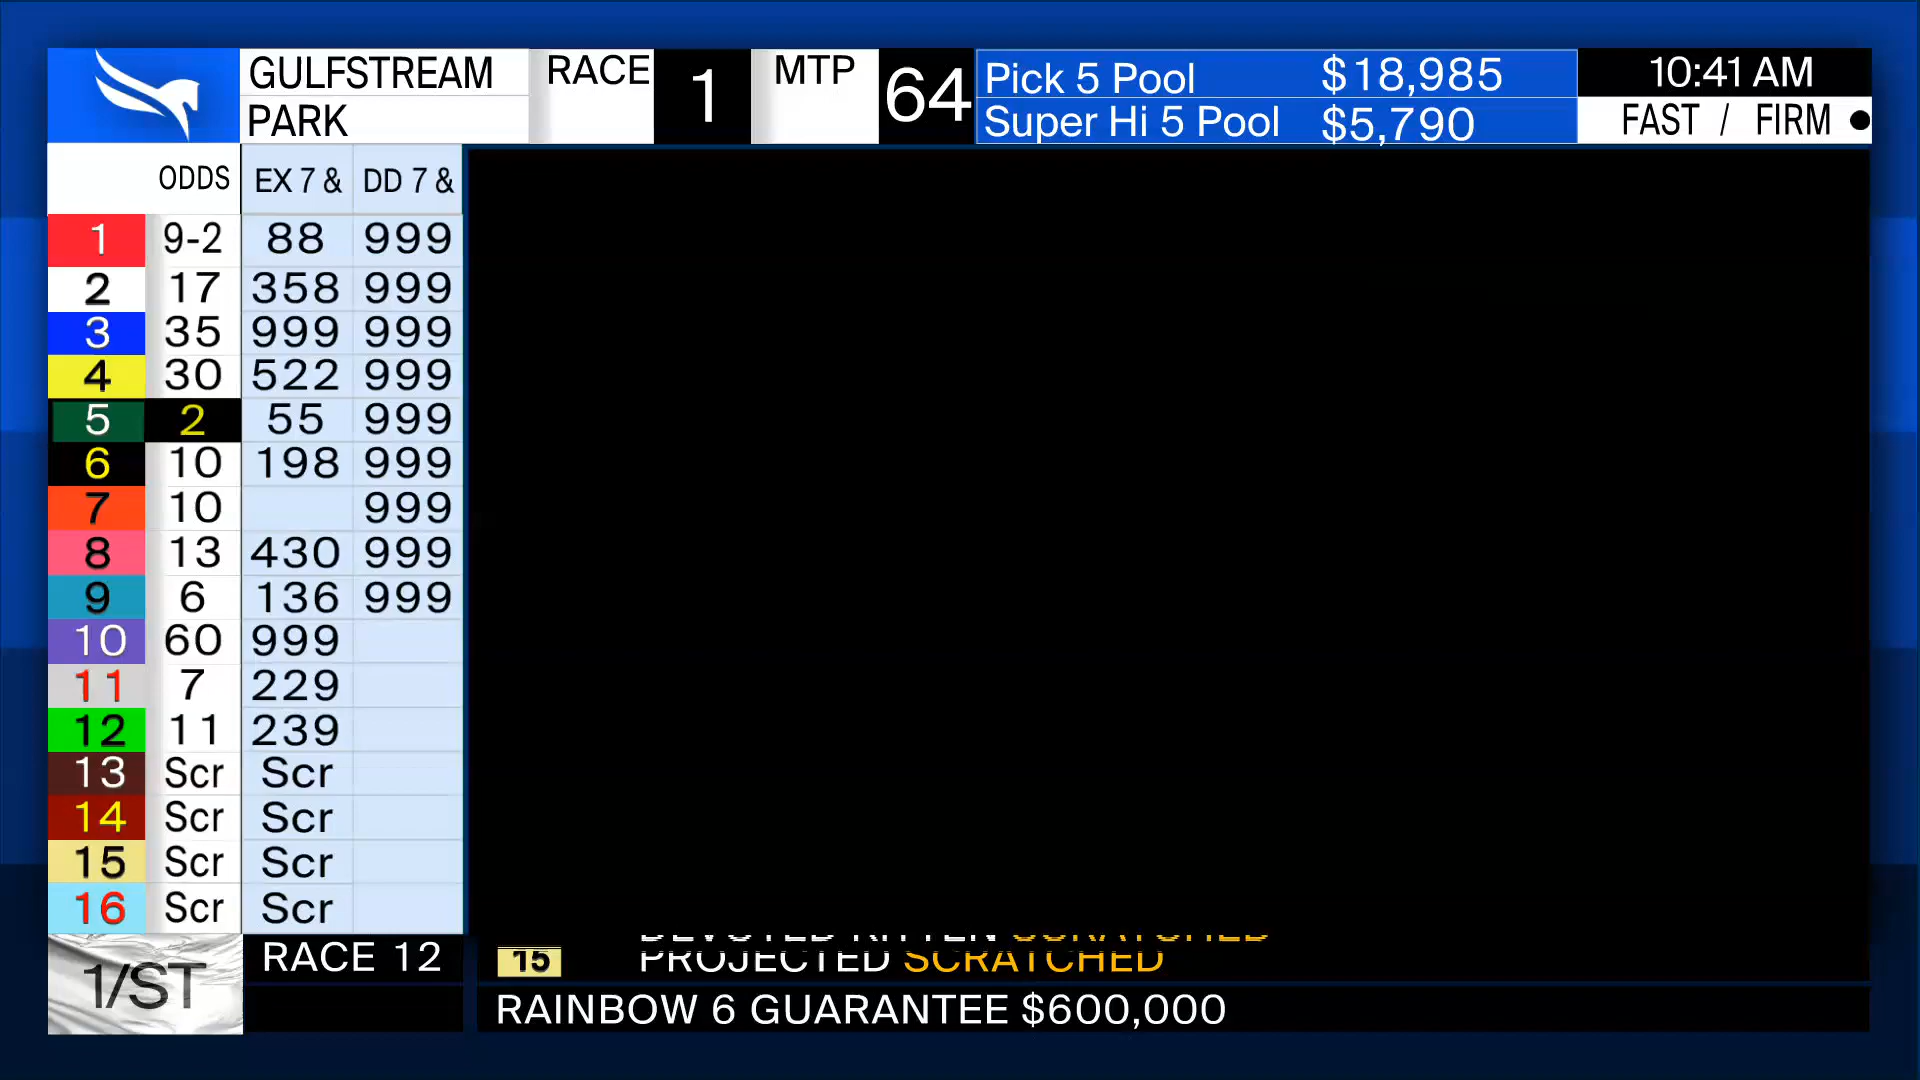 GULFSTREAM PARK RACE 1 MTP 64
Pick 5 Pool $18,985
Super Hi 5 Pool $5,790
10:41 AM
FAST / FIRM
ODDS EX 7 & DD 7 &
1 9-2 88 999
2 17 358 999
3 35 999 999
4 30 522 999
5 2 55 999
6 10 198 999
7 10 999
8 13 430 999
9 6 136 999
10 60 999
11 7 229
12 11 239
13 Scr Scr
14 Scr Scr
15 Scr Scr
16 Scr Scr
1/ST
RACE 12
DEVOTED KITTEN SCRATCHED
15 PROJECTED SCRATCHED
RAINBOW 6 GUARANTEE $600,000